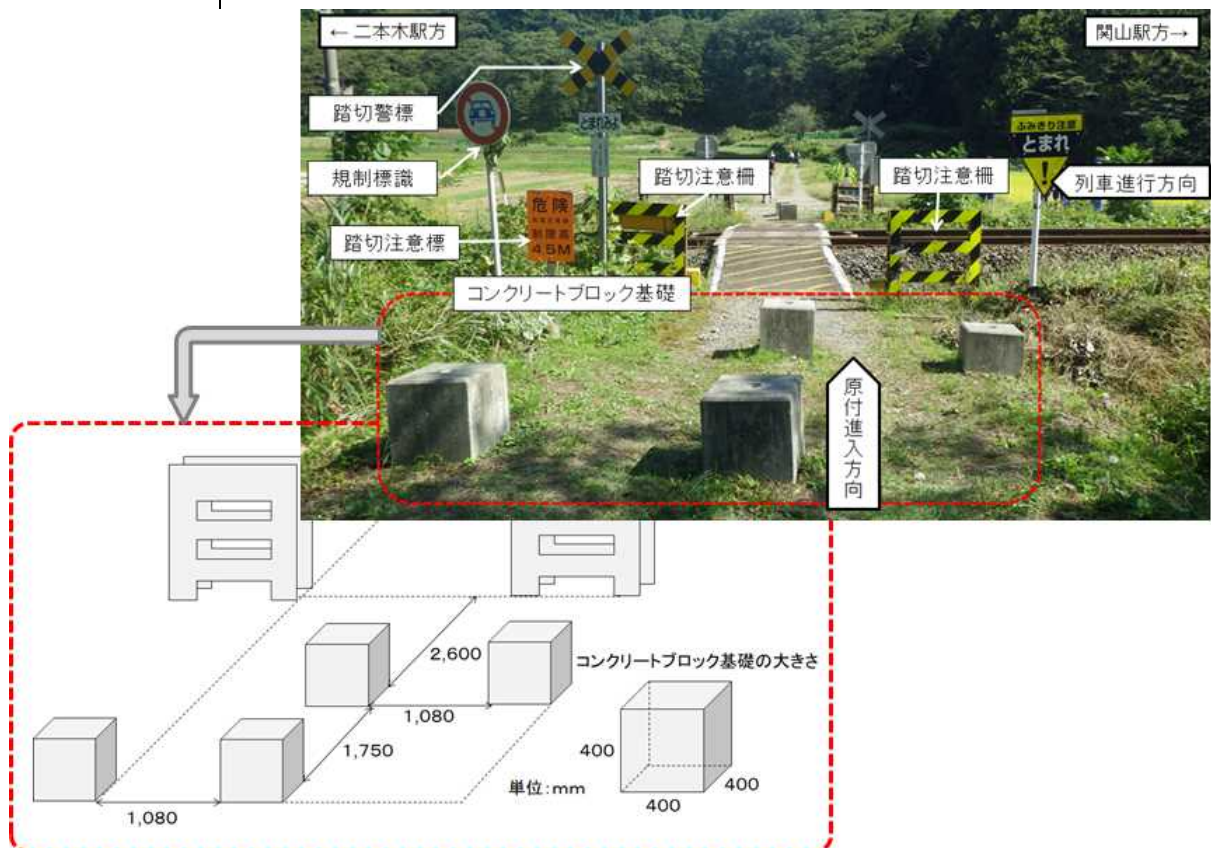 ← 二本木駅方
関山駅方→
踏切警標
とまれみよ
ふみきり注意
とまれ
規制標識
踏切注意柵
踏切注意柵
列車進行方向
危険
制限高
4.5M
踏切注意標
コンクリートブロック基礎
原付進入方向
2,600
コンクリートブロック基礎の大きさ
1,080
1,750
400
400
単位:mm
400
1,080